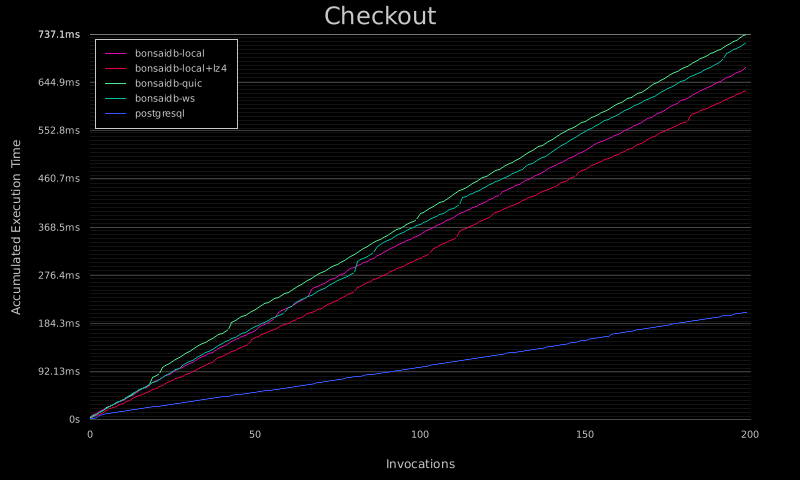 Checkout
737.1ms
644.9ms
552.8ms
460.7ms
368.5ms
276.4ms
184.3ms
92.13ms
0s
Accumulated Execution Time
bonsaidb-local
bonsaidb-local+lz4
bonsaidb-quic
bonsaidb-ws
postgresql
0
50
100
150
200
Invocations